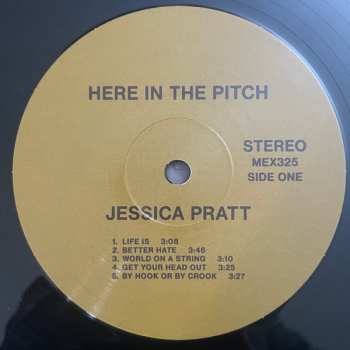 HERE IN THE PITCH
STEREO
MEX325
SIDE ONE
JESSICA PRATT
1. LIFE IS 3:08
2. BETTER HATE 3:46
3. WORLD ON A STRING 3:10
4. GET YOUR HEAD OUT 3:25
5. BY HOOK OR BY CROOK 3:27